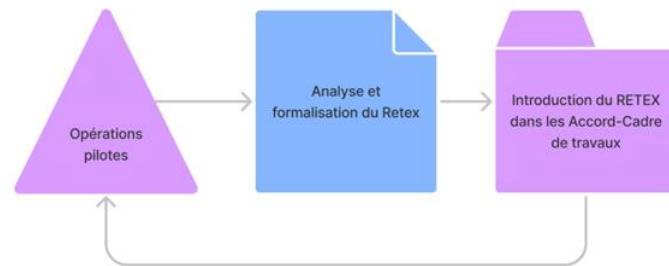 Opérations
pilotes
Analyse et
formalisation du Retex
Introduction du RETEX
dans les Accord-Cadre
de travaux